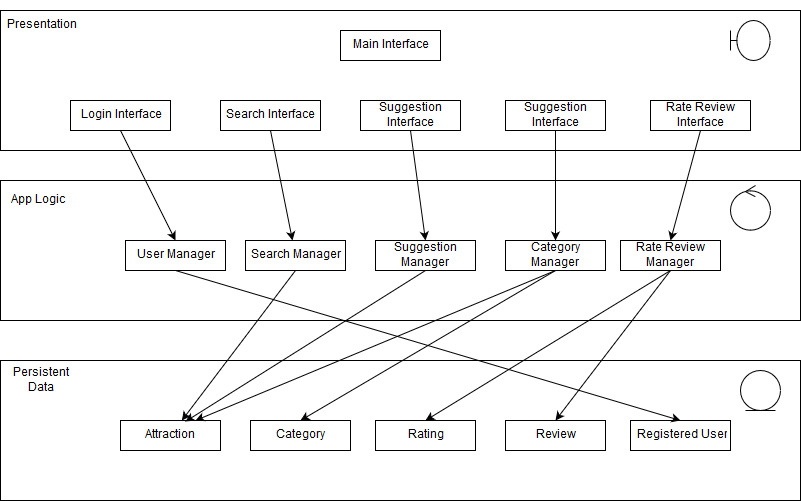 Presentation
Main Interface
Login Interface
Search Interface
Suggestion
Interface
Suggestion
Interface
Rate Review
Interface
App Logic
User Manager
Search Manager
Suggestion
Manager
Category
Manager
Rate Review
Manager
Persistent
Data
Attraction
Category
Rating
Review
Registered User